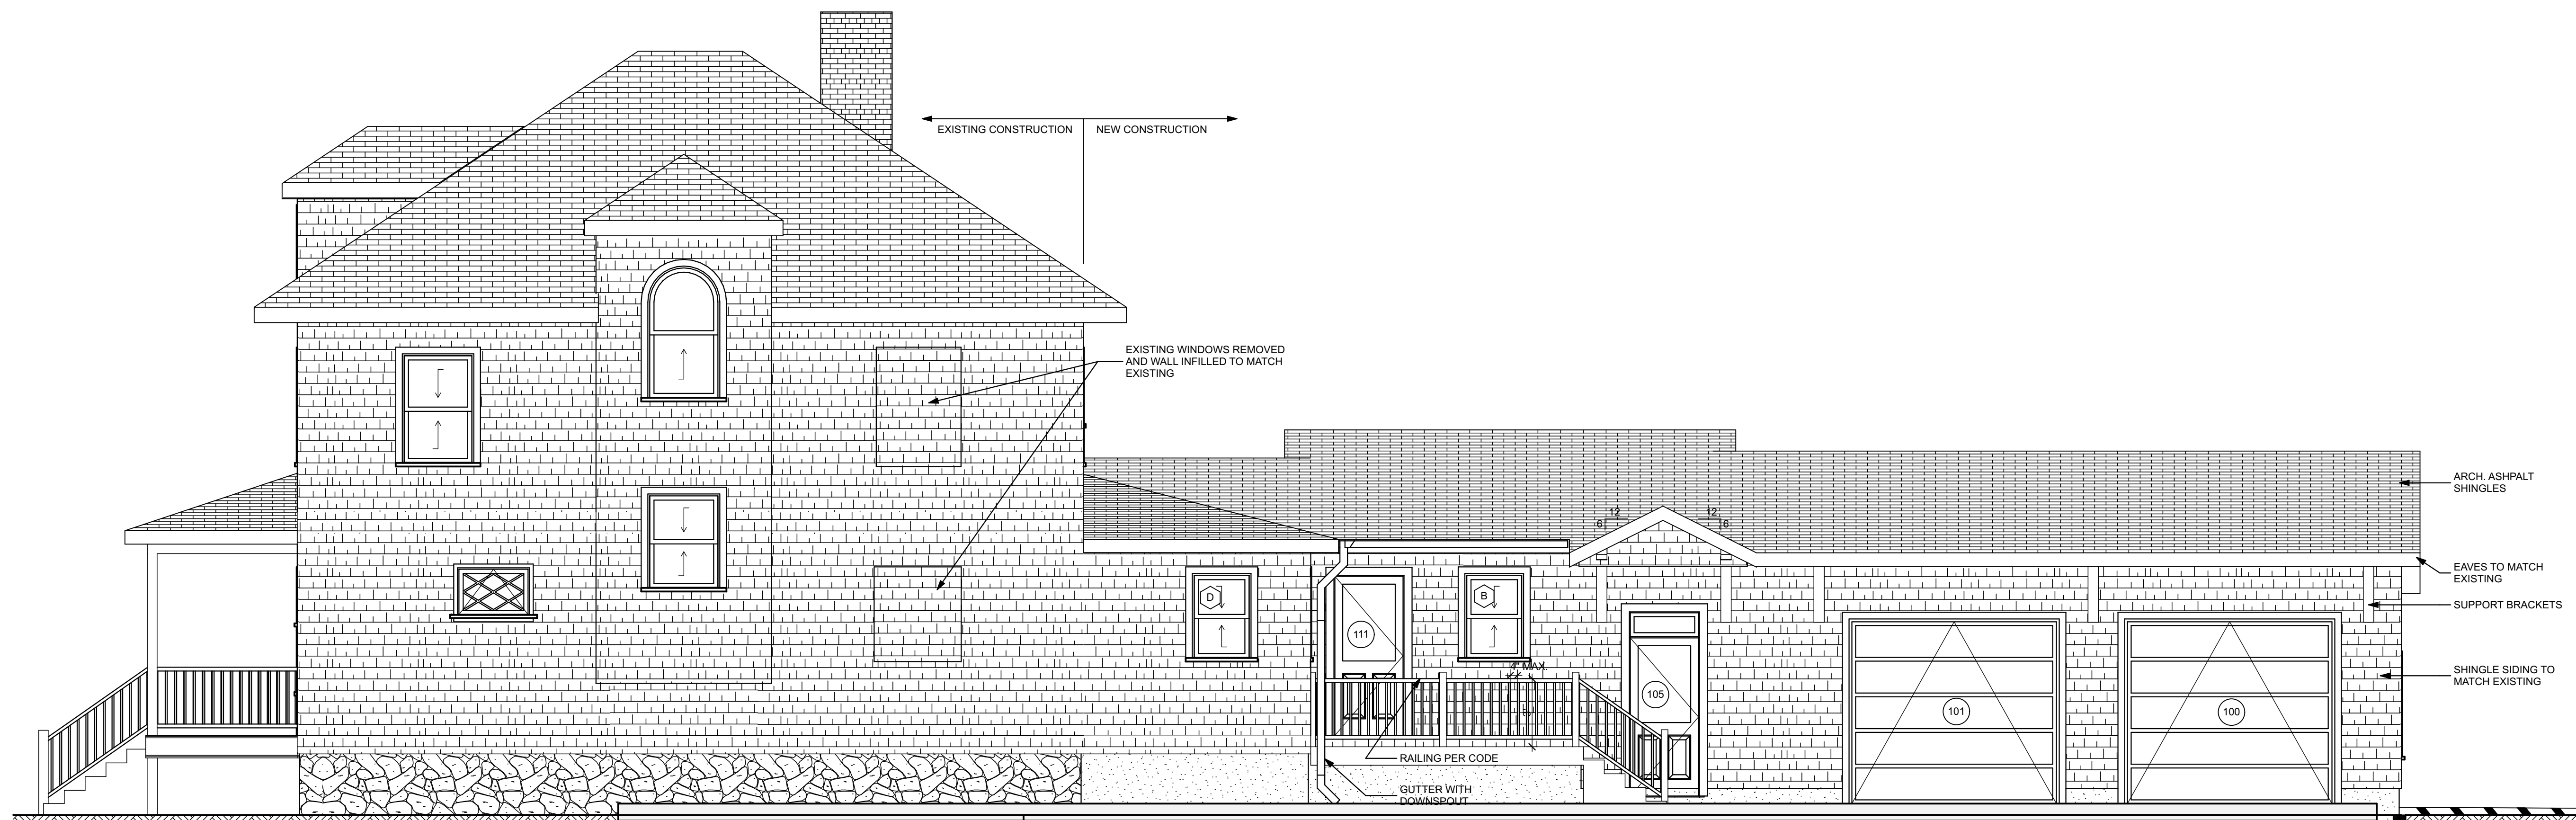 EXISTING CONSTRUCTION
NEW CONSTRUCTION
EXISTING WINDOWS REMOVED
AND WALL INFILLED TO MATCH
EXISTING
ARCH. ASHPALT
SHINGLES
12
6
12
6
EAVES TO MATCH
EXISTING
SUPPORT BRACKETS
D
B
111
4" MAX.
105
101
100
SHINGLE SIDING TO
MATCH EXISTING
RAILING PER CODE
GUTTER WITH
DOWNSPOUT